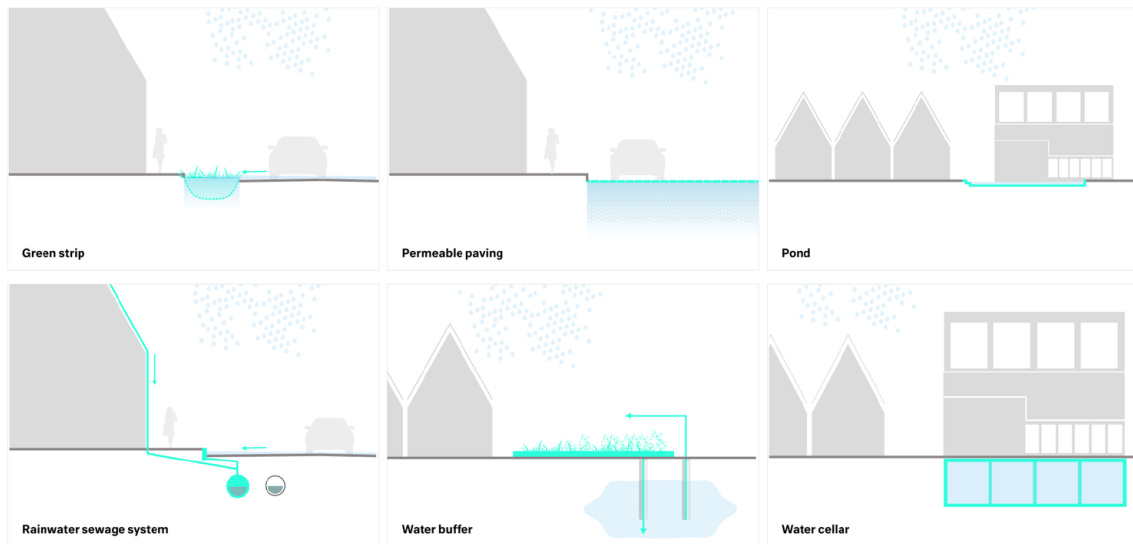 Green strip
Permeable paving
Pond
Rainwater sewage system
Water buffer
Water cellar